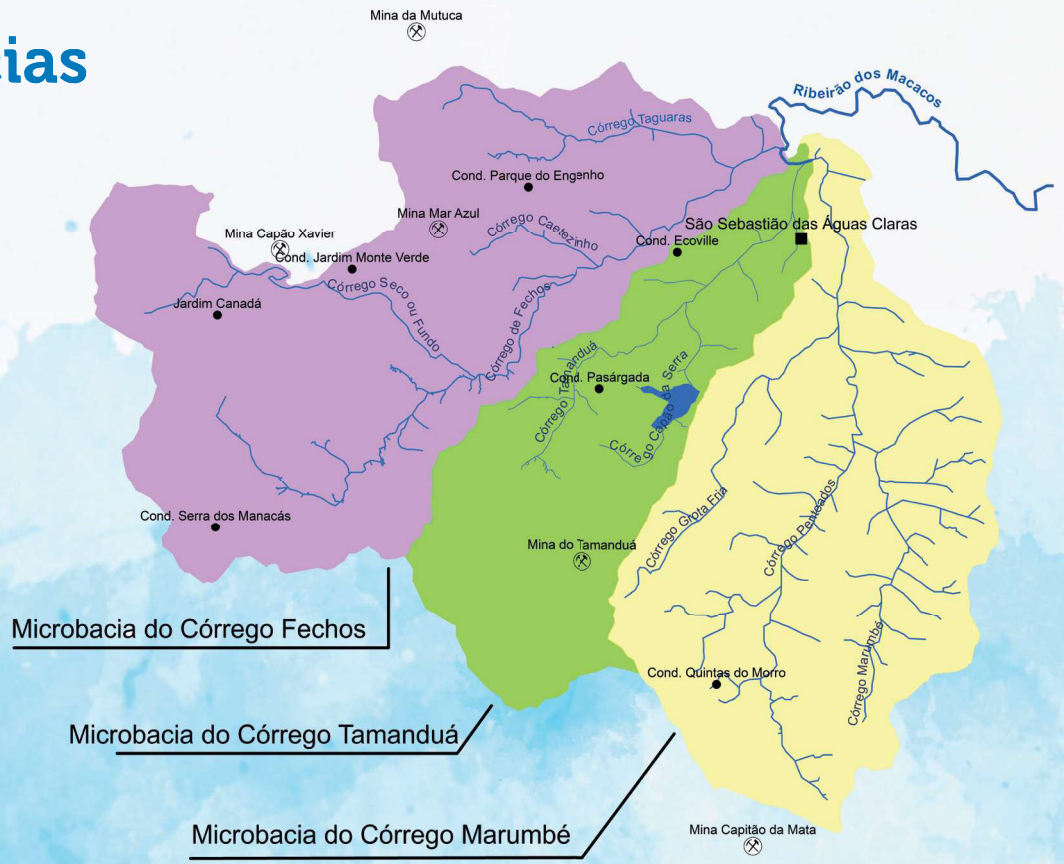 Mina da Mutuca
cias
Ribeirão dos Macacos
Córrego Taguaras
Cond. Parque do Engenho
Mina Mar Azul
Córrego Caetezinho
São Sebastião das Águas Claras
Mina Capão Xavier
Cond. Ecoville
Cond. Jardim Monte Verde
Córrego Seco ou Fundo
Jardim Canadá
Córrego de Fechos
Córrego Tamanduá
Cond. Pasárgada
Córrego Capão da Serra
Córrego Grota Fria
Córrego Penteados
Cond. Serra dos Manacás
Mina do Tamanduá
Microbacia do Córrego Fechos
Córrego Marumbé
Cond. Quintas do Morro
Microbacia do Córrego Tamanduá
Microbacia do Córrego Marumbé
Mina Capitão da Mata